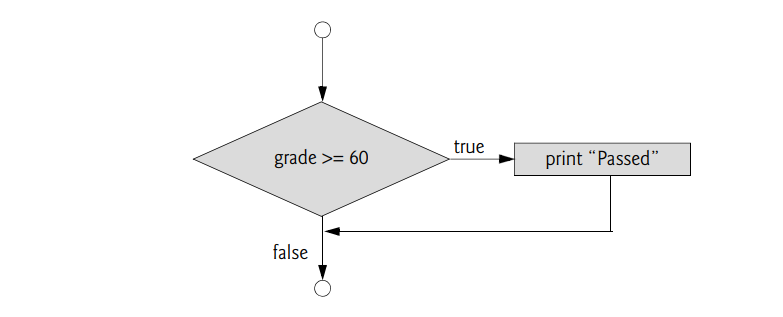 grade >= 60
true
print “Passed”
false